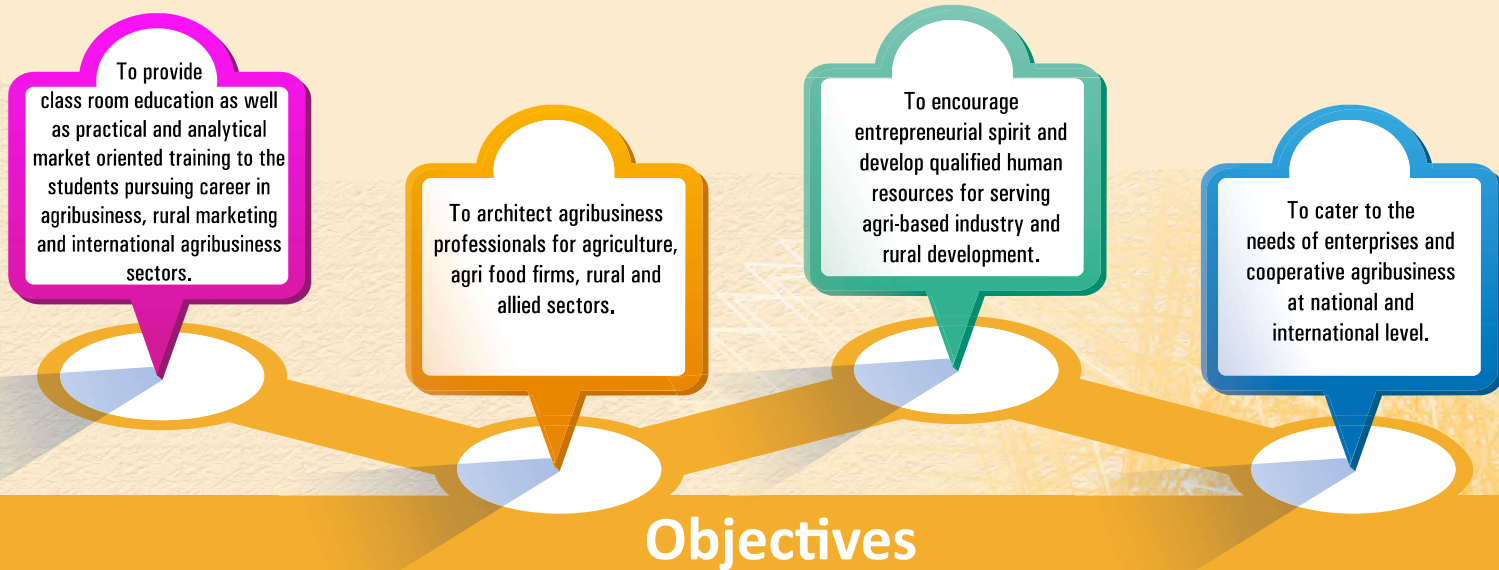 To provide
class room education as well
as practical and analytical
market oriented training to the
students pursuing career in
agribusiness, rural marketing
and international agribusiness
sectors.
To architect agribusiness
professionals for agriculture,
agri food firms, rural and
allied sectors.
To encourage
entrepreneurial spirit and
develop qualified human
resources for serving
agri-based industry and
rural development.
To cater to the
needs of enterprises and
cooperative agribusiness
at national and
international level.
Objectives